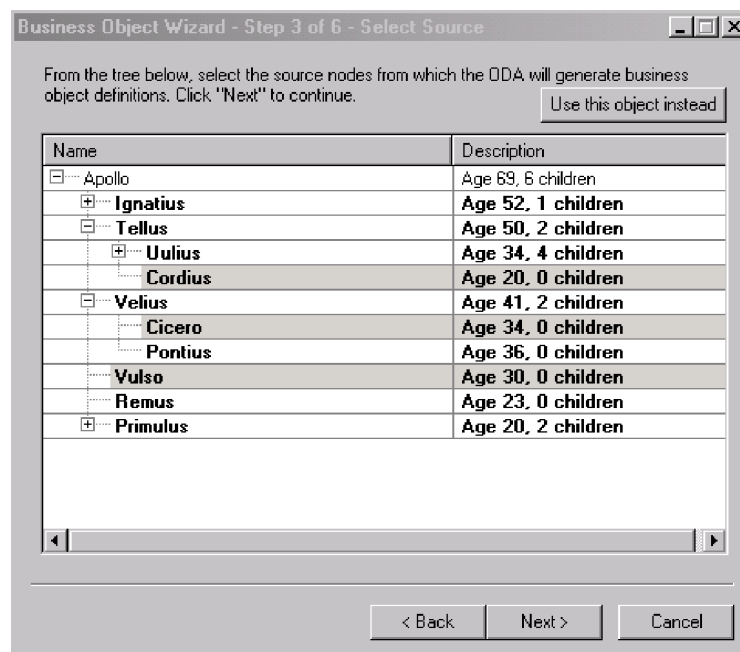 Business Object Wizard - Step 3 of 6 - Select Source
From the tree below, select the source nodes from which the ODA will generate business
object definitions. Click "Next" to continue.
Use this object instead
Name Description
Apollo Age 69, 6 children
Ignatius Age 52, 1 children
Tellus Age 50, 2 children
Uulius Age 34, 4 children
Cordius Age 20, 0 children
Velius Age 41, 2 children
Cicero Age 34, 0 children
Pontius Age 36, 0 children
Vulso Age 30, 0 children
Remus Age 23, 0 children
Primulus Age 20, 2 children
< Back Next > Cancel